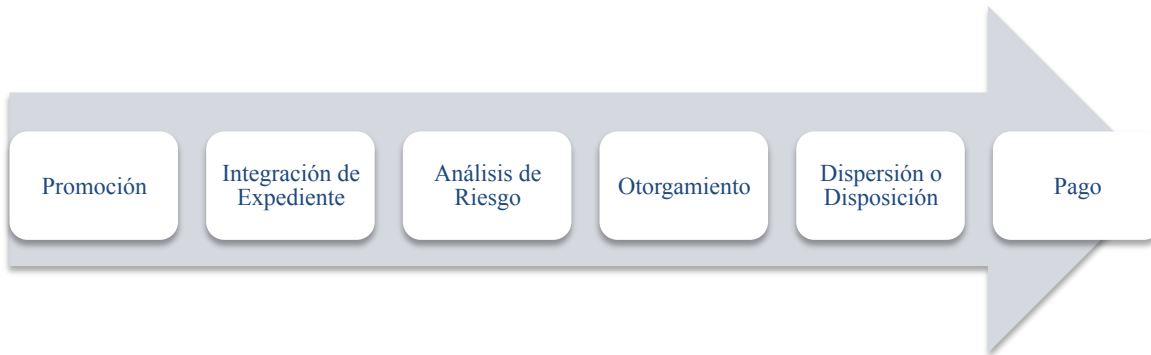 Promoción
Integración de
Expediente
Análisis de
Riesgo
Otorgamiento
Dispersión o
Disposición
Pago